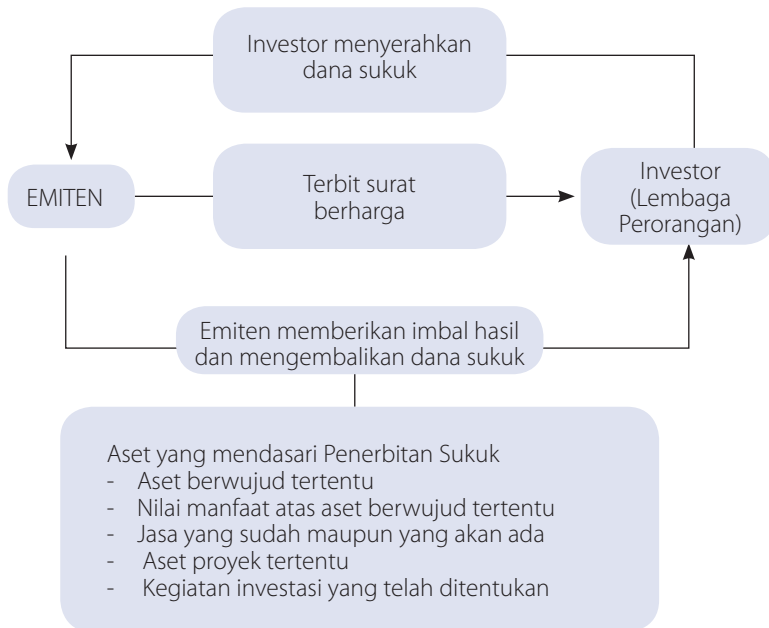 Investor menyerahkan
dana sukuk
EMITEN
Terbit surat
berharga
Investor
(Lembaga
Perorangan)
Emiten memberikan imbal hasil
dan mengembalikan dana sukuk
Aset yang mendasari Penerbitan Sukuk
- Aset berwujud tertentu
- Nilai manfaat atas aset berwujud tertentu
- Jasa yang sudah maupun yang akan ada
- Aset proyek tertentu
- Kegiatan investasi yang telah ditentukan